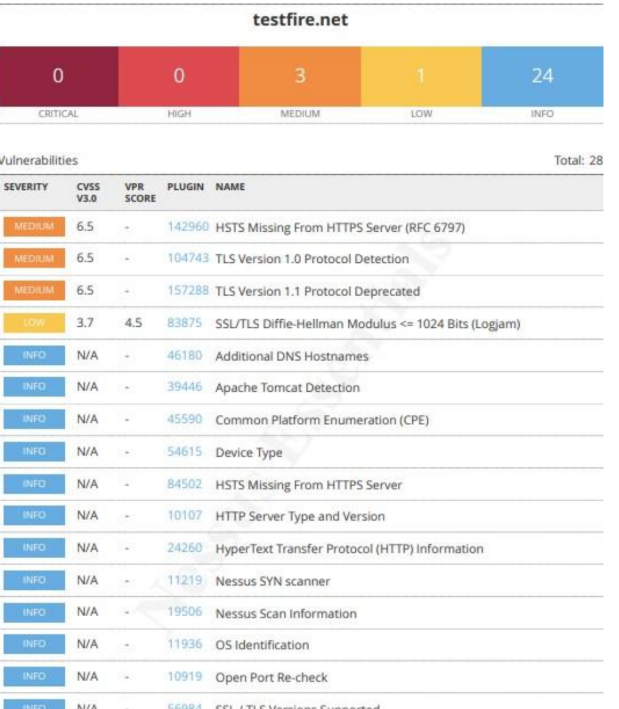 testfire.net
0 0 3 1 24
CRITICAL HIGH MEDIUM LOW INFO
Vulnerabilities Total: 28
SEVERITY CVSS V3.0 VPR SCORE PLUGIN NAME
MEDIUM 6.5 - 142960 HSTS Missing From HTTPS Server (RFC 6797)
MEDIUM 6.5 - 104743 TLS Version 1.0 Protocol Detection
MEDIUM 6.5 - 157288 TLS Version 1.1 Protocol Deprecated
LOW 3.7 4.5 83875 SSL/TLS Diffie-Hellman Modulus <= 1024 Bits (Logjam)
INFO N/A - 46180 Additional DNS Hostnames
INFO N/A - 39446 Apache Tomcat Detection
INFO N/A - 45590 Common Platform Enumeration (CPE)
INFO N/A - 54615 Device Type
INFO N/A - 84502 HSTS Missing From HTTPS Server
INFO N/A - 10107 HTTP Server Type and Version
INFO N/A - 24260 HyperText Transfer Protocol (HTTP) Information
INFO N/A - 11219 Nessus SYN scanner
INFO N/A - 19506 Nessus Scan Information
INFO N/A - 11936 OS Identification
INFO N/A - 10919 Open Port Re-check
INFO N/A - 56984 SSL / TLS Versions Supported
Nessus Essentials